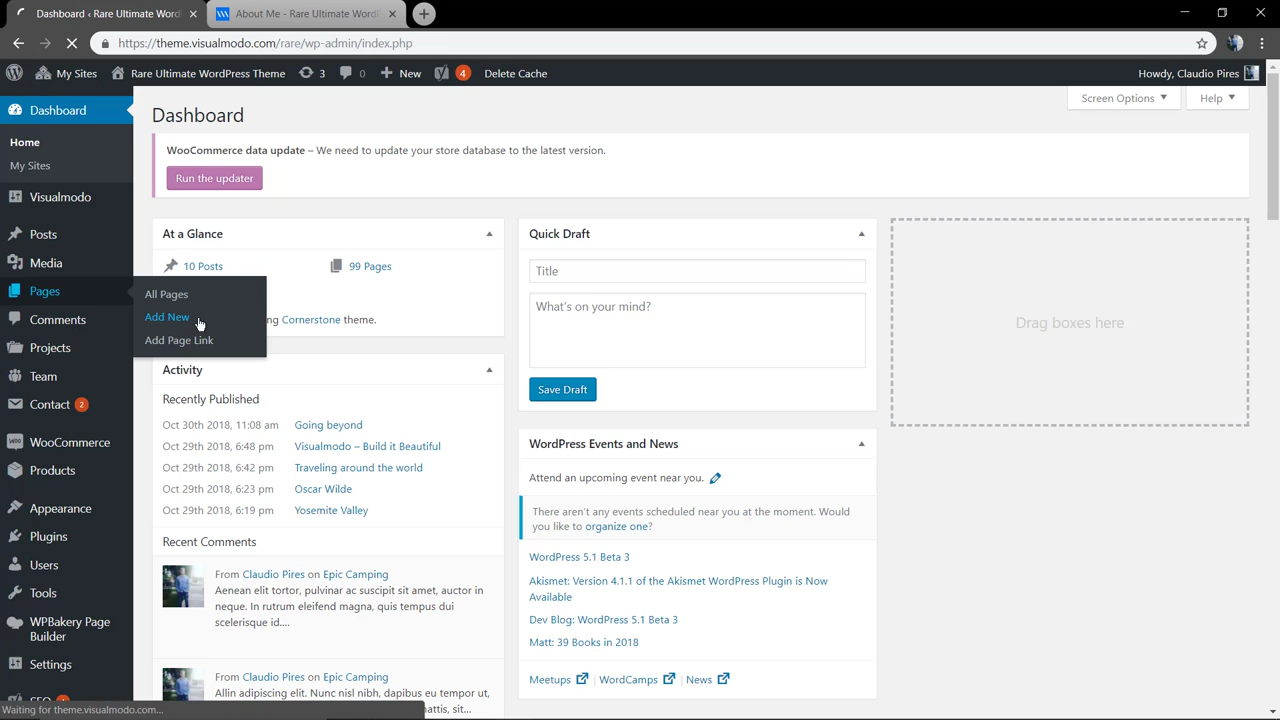 Dashboard ‹ Rare Ultimate Word
About Me - Rare Ultimate WordP
https://theme.visualmodo.com/rare/wp-admin/index.php
My Sites
Rare Ultimate WordPress Theme
3
0
New
4
Delete Cache
Howdy, Claudio Pires
Dashboard
Home
My Sites
Visualmodo
Posts
Media
Pages
All Pages
Add New
Add Page Link
Comments
Projects
Team
Contact 2
WooCommerce
Products
Appearance
Plugins
Users
Tools
WPBakery Page
Builder
Settings
SEO
Screen Options
Help
Dashboard
WooCommerce data update – We need to update your store database to the latest version.
Run the updater
At a Glance
10 Posts
99 Pages
ng Cornerstone theme.
Activity
Recently Published
Oct 30th 2018, 11:08 am Going beyond
Oct 29th 2018, 6:48 pm Visualmodo – Build it Beautiful
Oct 29th 2018, 6:42 pm Traveling around the world
Oct 29th 2018, 6:23 pm Oscar Wilde
Oct 29th 2018, 6:19 pm Yosemite Valley
Recent Comments
From Claudio Pires on Epic Camping
Aenean elit tortor, pulvinar ac suscipit sit amet, auctor in
neque. In rutrum eleifend magna, quis tempus dui
scelerisque id....
From Claudio Pires on Epic Camping
Allin adipiscing elit. Nunc nisl nibh, dapibus eu tempor ut,
mattis, sit...
Quick Draft
Title
What's on your mind?
Save Draft
WordPress Events and News
Attend an upcoming event near you.
There aren't any events scheduled near you at the moment. Would
you like to organize one?
WordPress 5.1 Beta 3
Akismet: Version 4.1.1 of the Akismet WordPress Plugin is Now
Available
Dev Blog: WordPress 5.1 Beta 3
Matt: 39 Books in 2018
Meetups | WordCamps | News
Drag boxes here
Waiting for theme.visualmodo.com...